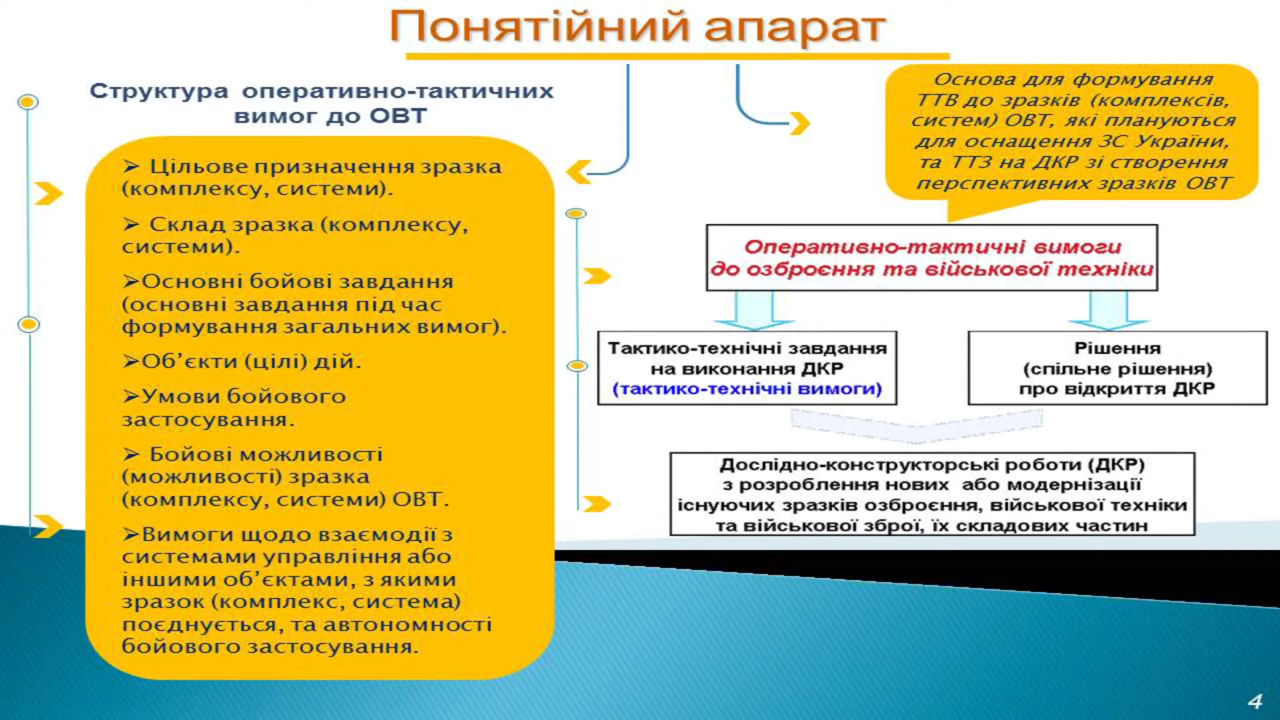 Понятійний апарат
Структура оперативно-тактичних
вимог до ОВТ
➢ Цільове призначення зразка
(комплексу, системи).
➢ Склад зразка (комплексу,
системи).
➢Основні бойові завдання
(основні завдання під час
формування загальних вимог).
➢Об’єкти (цілі) дій.
➢Умови бойового
застосування.
➢ Бойові можливості
(можливості) зразка
(комплексу, системи) ОВТ.
➢Вимоги щодо взаємодії з
системами управління або
іншими об’єктами, з якими
зразок (комплекс, система)
поєднується, та автономності
бойового застосування.
Основа для формування
ТТВ до зразків (комплексів,
систем) ОВТ, які плануються
для оснащення ЗС України,
та ТТЗ на ДКР зі створення
перспективних зразків ОВТ
Оперативно-тактичні вимоги
до озброєння та військової техніки
Тактико-технічні завдання
на виконання ДКР
(тактико-технічні вимоги)
Рішення
(спільне рішення)
про відкриття ДКР
Дослідно-конструкторські роботи (ДКР)
з розроблення нових або модернізації
існуючих зразків озброєння, військової техніки
та військової зброї, їх складових частин
4